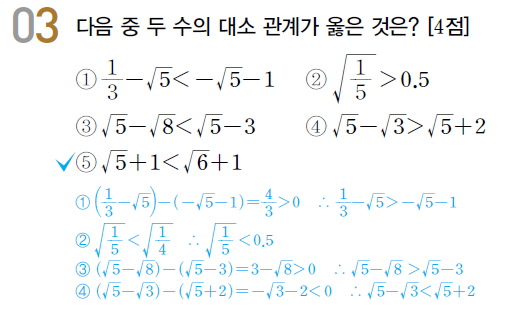 03 다음 중 두 수의 대소 관계가 옳은 것은? [4점]
① 1/3 − √5 < − √5 − 1 ② √(1/5) > 0.5
③ √5 − √8 < √5 − 3 ④ √5 − √3 > √5 + 2
⑤ √5 + 1 < √6 + 1
① (1/3 − √5) − (− √5 − 1) = 4/3 > 0 ∴ 1/3 − √5 > − √5 − 1
② √(1/5) < √(1/4) ∴ √(1/5) < 0.5
③ (√5 − √8) − (√5 − 3) = 3 − √8 > 0 ∴ √5 − √8 > √5 − 3
④ (√5 − √3) − (√5 + 2) = − √3 − 2 < 0 ∴ √5 − √3 < √5 + 2